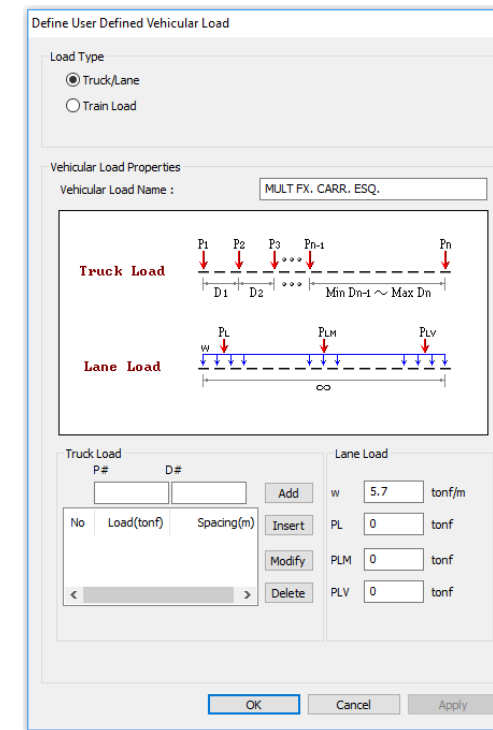 Define User Defined Vehicular Load
Load Type
Truck/Lane
Train Load
Vehicular Load Properties
Vehicular Load Name :
MULT FX. CARR. ESQ.
P1 P2 P3 Pn-1 Pn
Truck Load
D1 D2 Min Dn-1 ~ Max Dn
PL PLM PLV
w
Lane Load
∞
Truck Load
P# D#
Add
No Load(tonf) Spacing(m)
Insert
Modify
Delete
Lane Load
w 5.7 tonf/m
PL 0 tonf
PLM 0 tonf
PLV 0 tonf
OK Cancel Apply